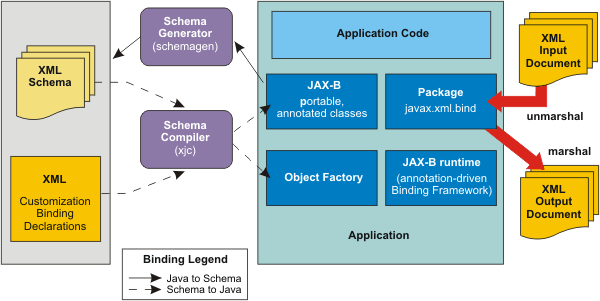 XML
Schema
XML
Customization
Binding
Declarations
Schema
Generator
(schemagen)
Schema
Compiler
(xjc)
Application Code
JAX-B
portable,
annotated classes
Package
javax.xml.bind
Object Factory
JAX-B runtime
(annotation-driven
Binding Framework)
Application
XML
Input
Document
unmarshal
marshal
XML
Output
Document
Binding Legend
Java to Schema
Schema to Java